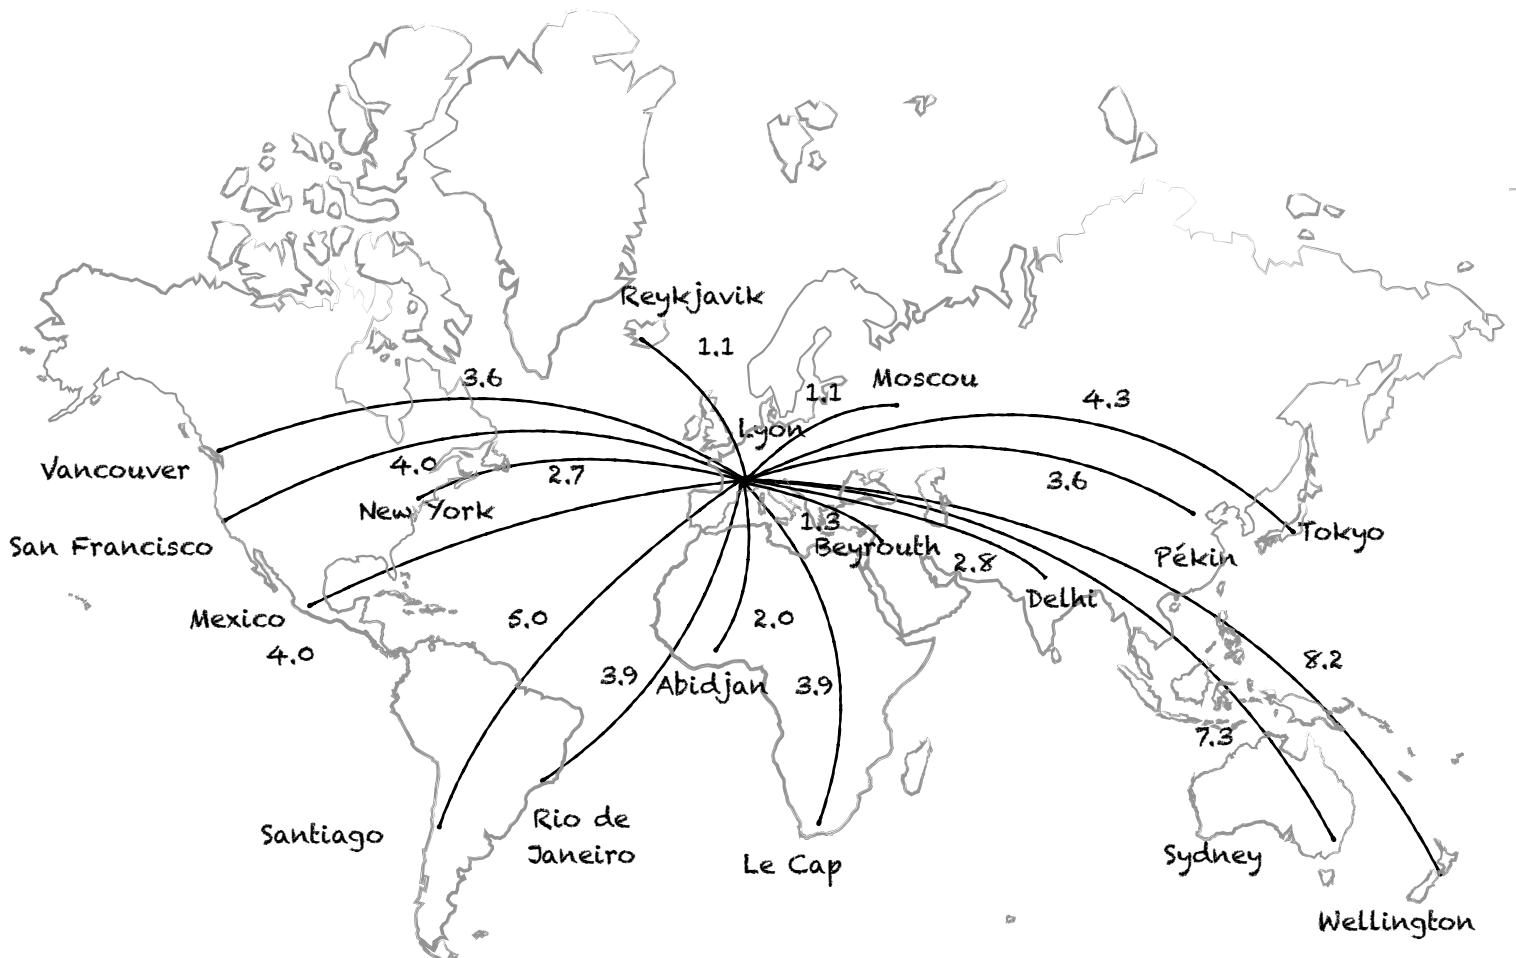 Reykjavik
1.1
3.6
Moscou
1.1
4.3
Lyon
Vancouver
4.0
2.7
3.6
New York
1.3
San Francisco
Beyrouth
Tokyo
Pékin
2.8
Delhi
Mexico
5.0
2.0
4.0
8.2
3.9
Abidjan
3.9
7.3
Santiago
Rio de
Janeiro
Le Cap
Sydney
Wellington